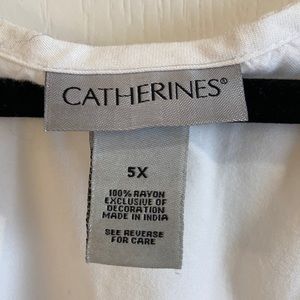 CATHERINES®
5X
100% RAYON
EXCLUSIVE OF
DECORATION
MADE IN INDIA
SEE REVERSE
FOR CARE